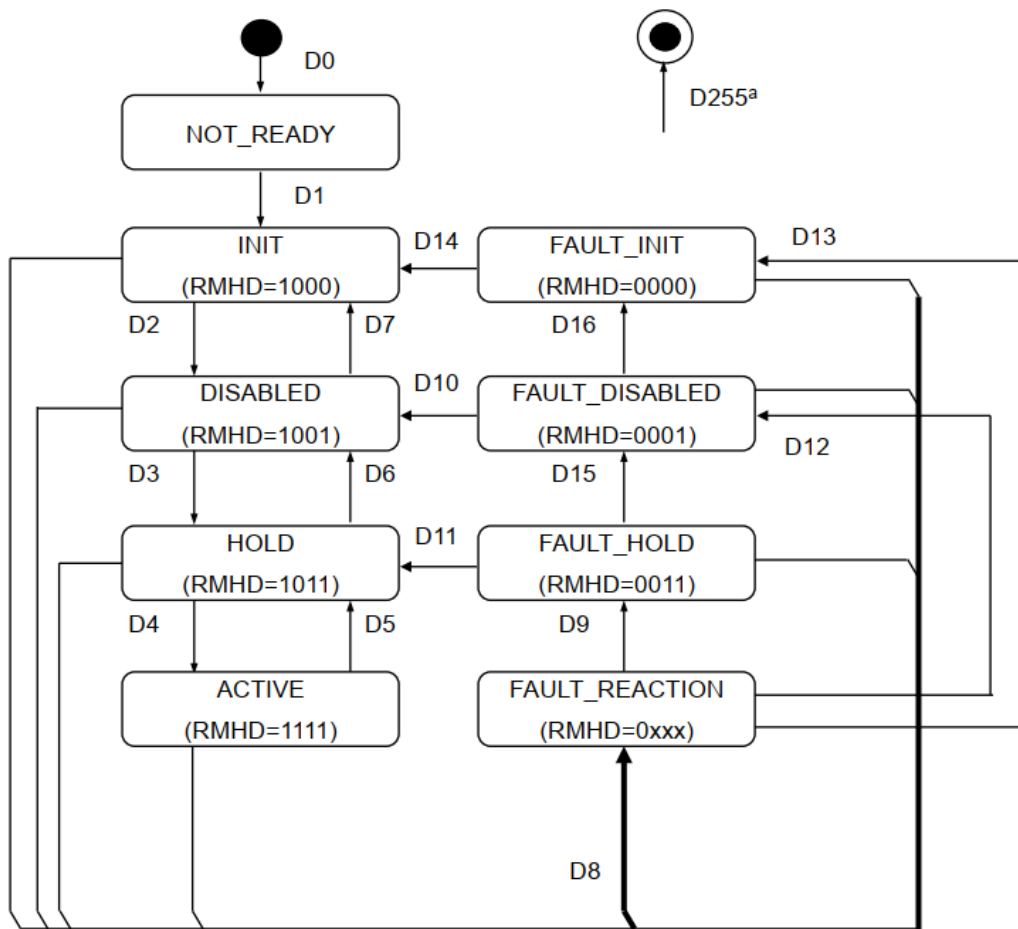 D0
D255ᵃ
NOT_READY
D1
INIT
(RMHD=1000)
D14
FAULT_INIT
(RMHD=0000)
D13
D2
D7
D16
DISABLED
(RMHD=1001)
D10
FAULT_DISABLED
(RMHD=0001)
D12
D3
D6
D15
HOLD
(RMHD=1011)
D11
FAULT_HOLD
(RMHD=0011)
D4
D5
D9
ACTIVE
(RMHD=1111)
FAULT_REACTION
(RMHD=0xxx)
D8